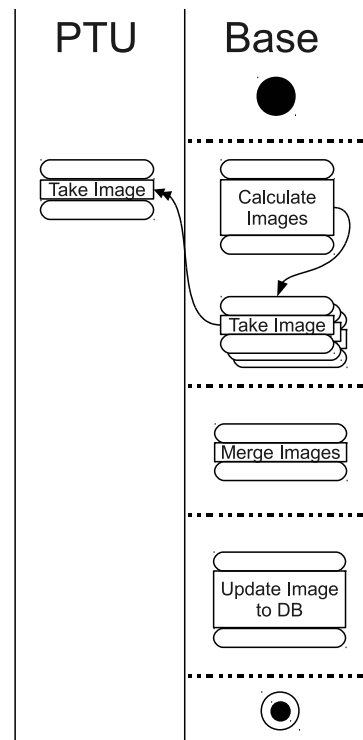 PTU
Base
Take Image
Calculate
Images
Take Image
Merge Images
Update Image
to DB